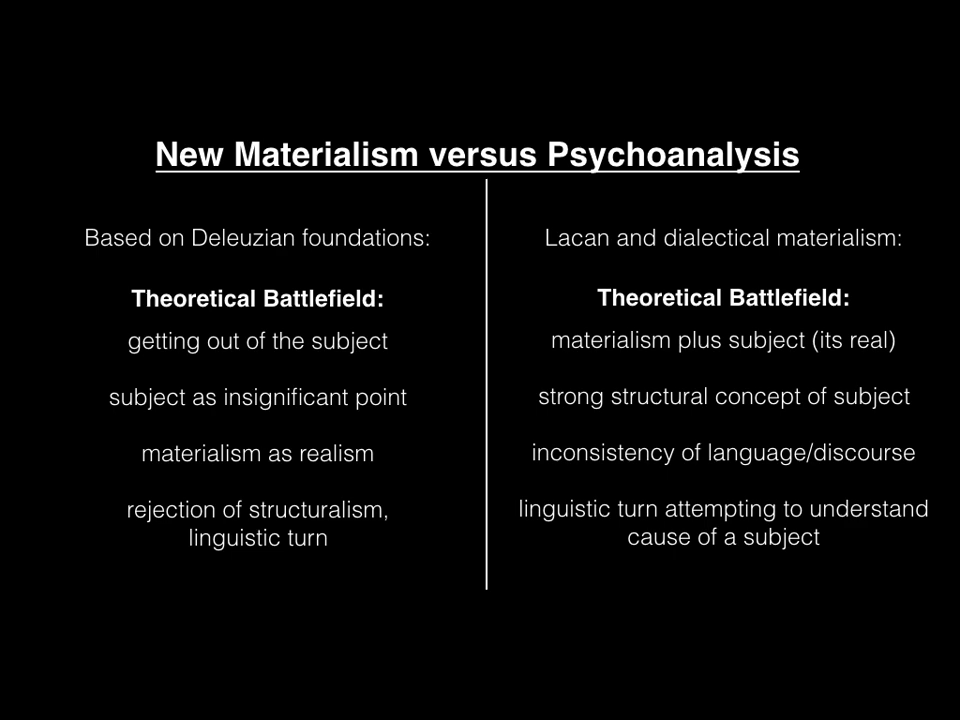 New Materialism versus Psychoanalysis
Based on Deleuzian foundations:
Theoretical Battlefield:
getting out of the subject
subject as insignificant point
materialism as realism
rejection of structuralism,
linguistic turn
Lacan and dialectical materialism:
Theoretical Battlefield:
materialism plus subject (its real)
strong structural concept of subject
inconsistency of language/discourse
linguistic turn attempting to understand
cause of a subject